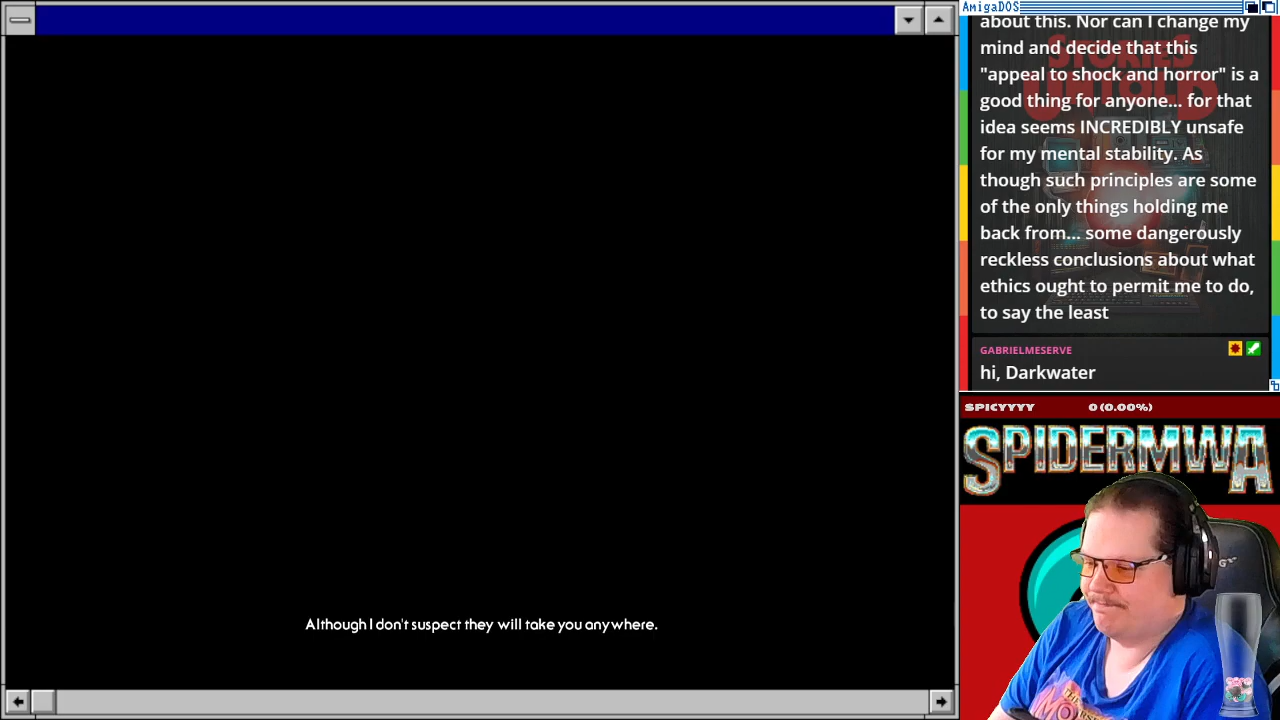 AmigaDOS
about this. Nor can I change my
mind and decide that this
"appeal to shock and horror" is a
good thing for anyone... for that
idea seems INCREDIBLY unsafe
for my mental stability. As
though such principles are some
of the only things holding me
back from... some dangerously
reckless conclusions about what
ethics ought to permit me to do,
to say the least
STORIES
UNTOLD
GABRIELMESERVE
hi, Darkwater
SPICYYYY 0 (0.00%)
SPIDERMWA
Although I don't suspect they will take you anywhere.